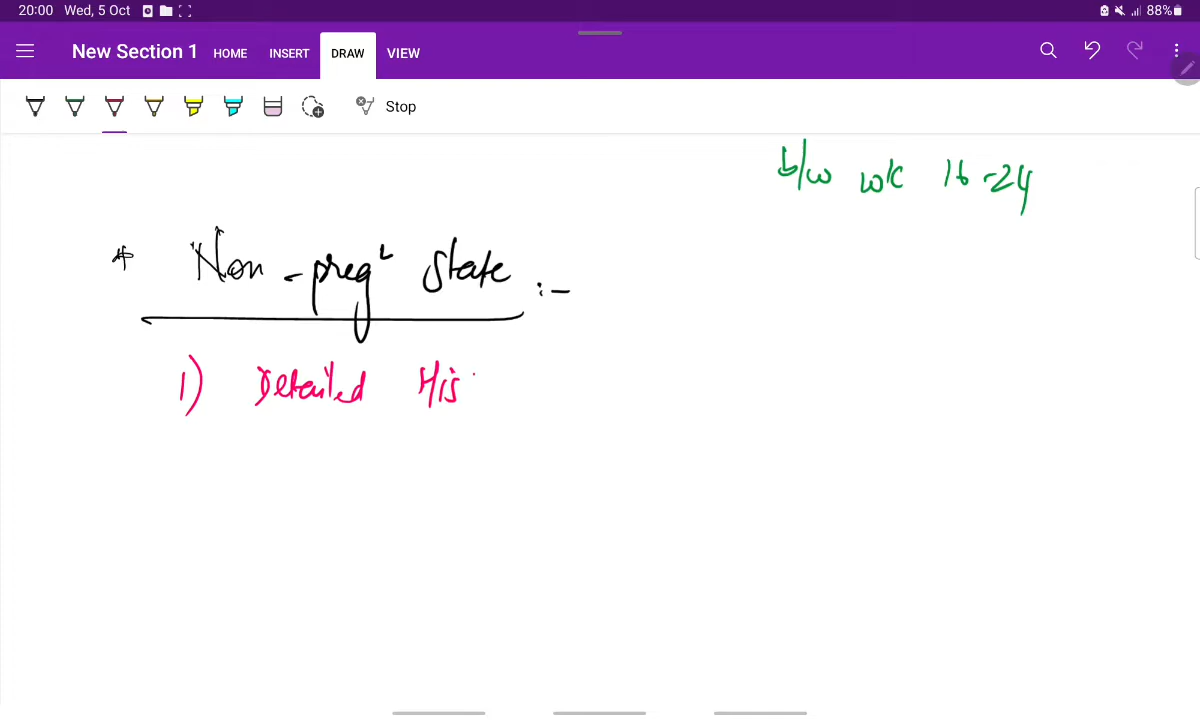 20:00 Wed, 5 Oct 88%
New Section 1 HOME INSERT DRAW VIEW
Stop
b/w wk 16-24
* Non-preg² state :-
1) Detailed His